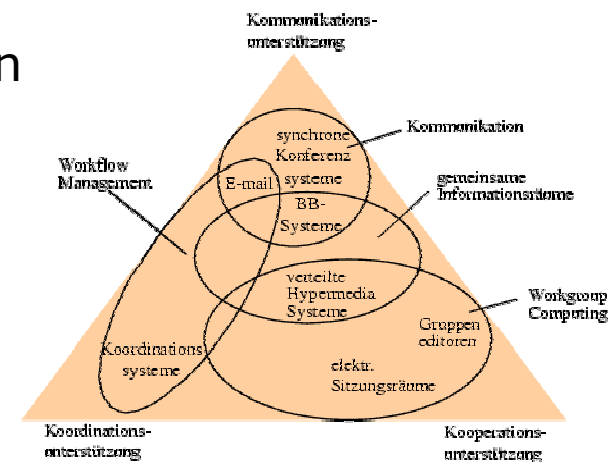 Kommunikations-
unterstützung
n
synchrone
Konferenz
systeme
Kommunikation
Workflow
Management
E-mail
gemeinsame
Informationsräume
BB-
Systeme
verteilte
Hypermedia
Systeme
Workgroup
Computing
Gruppen
editoren
Koordinations
systeme
elektr.
Sitzungsräume
Koordinations-
unterstützung
Kooperations-
unterstützung